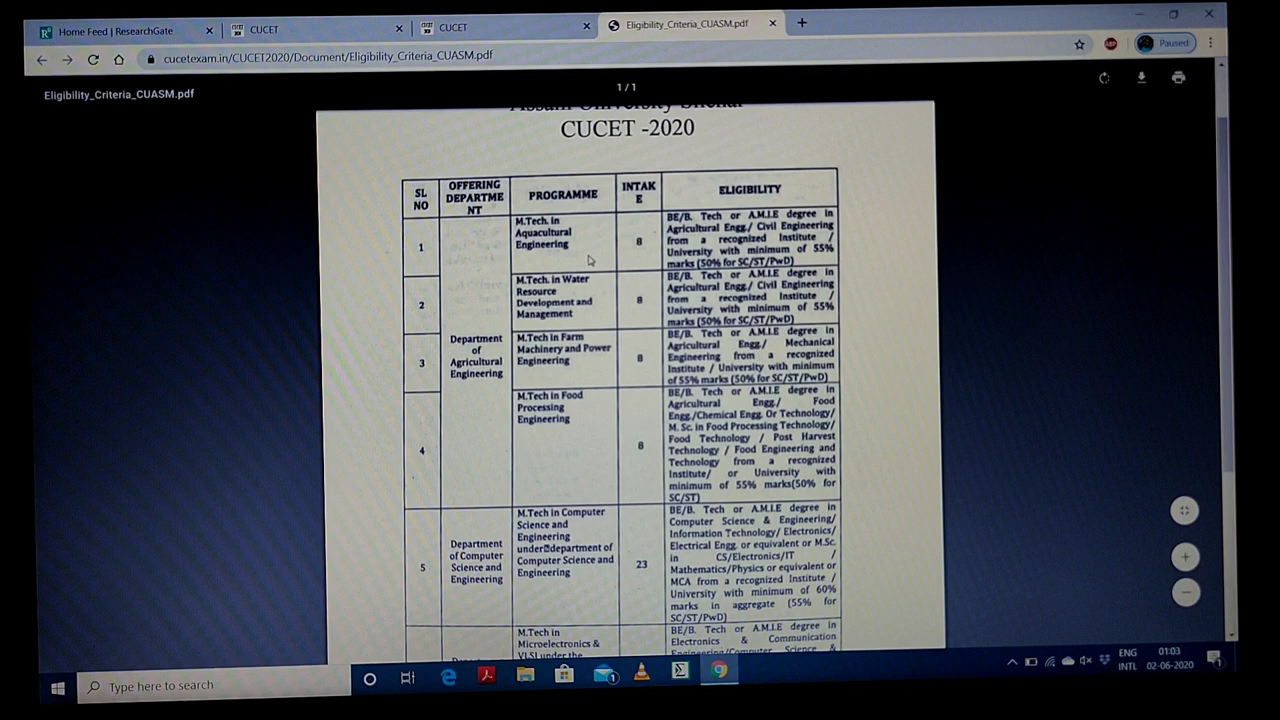 Home Feed | ResearchGate
CUCET
CUCET
Eligibility_Criteria_CUASM.pdf
cucetexam.in/CUCET2020/Document/Eligibility_Criteria_CUASM.pdf
ABP
Paused
Eligibility_Criteria_CUASM.pdf
1 / 1
CUCET -2020
SL
NO
OFFERING
DEPARTME
NT
PROGRAMME
INTAK
E
ELIGIBILITY
1
M.Tech. in
Aquacultural
Engineering
8
BE/B. Tech or A.M.I.E degree in
Agricultural Engg./ Civil Engineering
from a recognized Institute /
University with minimum of 55%
marks (50% for SC/ST/PwD)
2
M.Tech. in Water
Resource
Development and
Management
8
BE/B. Tech or A.M.I.E degree in
Agricultural Engg./ Civil Engineering
from a recognized Institute /
University with minimum of 55%
marks (50% for SC/ST/PwD)
Department
of
Agricultural
Engineering
3
M.Tech in Farm
Machinery and Power
Engineering
8
BE/B. Tech or A.M.I.E degree in
Agricultural Engg./ Mechanical
Engineering from a recognized
Institute / University with minimum
of 55% marks (50% for SC/ST/PwD)
4
M.Tech in Food
Processing
Engineering
8
BE/B. Tech or A.M.I.E degree in
Agricultural Engg./ Food
Engg./Chemical Engg. Or Technology/
M. Sc. in Food Processing Technology/
Food Technology / Post Harvest
Technology / Food Engineering and
Technology from a recognized
Institute/ or University with
minimum of 55% marks(50% for
SC/ST)
5
Department
of Computer
Science and
Engineering
M.Tech in Computer
Science and
Engineering
under department of
Computer Science and
Engineering
23
BE/B. Tech or A.M.I.E degree in
Computer Science & Engineering/
Information Technology/ Electronics/
Electrical Engg. or equivalent or M.Sc.
in CS/Electronics/IT /
Mathematics/Physics or equivalent or
MCA from a recognized Institute /
University with minimum of 60%
marks in aggregate (55% for
SC/ST/PwD)
M.Tech in
Microelectronics &
VLSI under the
BE/B. Tech or A.M.I.E degree in
Electronics & Communication
Engineering/Computer Science &
Type here to search
1
ENG
INTL
01:03
02-06-2020
1